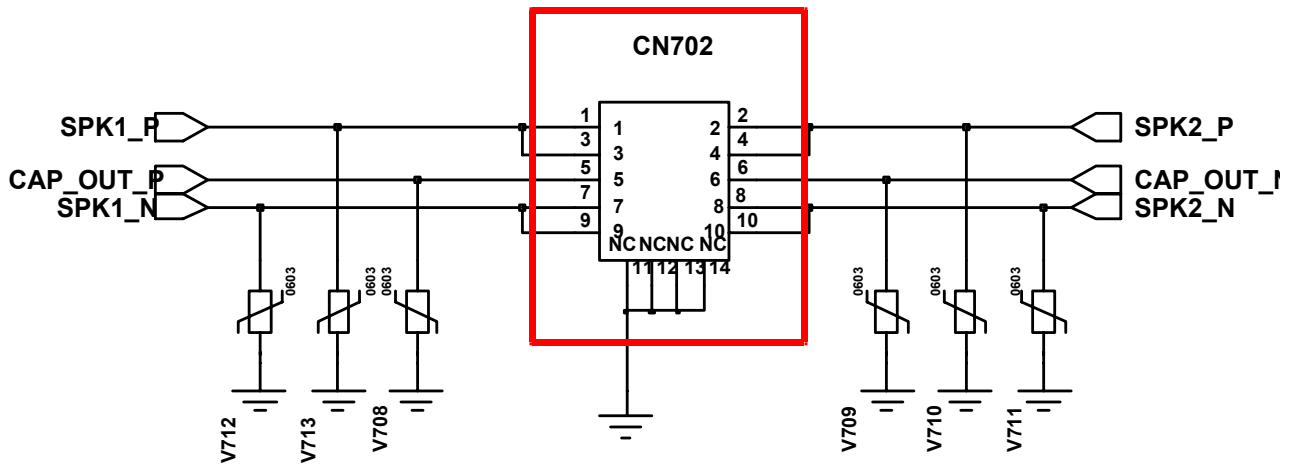 CN702
1 2
SPK1_P 1 2 SPK2_P
3 4
3 4
5 6
CAP_OUT_P 5 6 CAP_OUT_N
7 8
SPK1_N 7 8 SPK2_N
9 10
9 10
NC NC NC NC
11 12 13 14
0603 0603 0603 0603 0603 0603
V712 V713 V708 V709 V710 V711